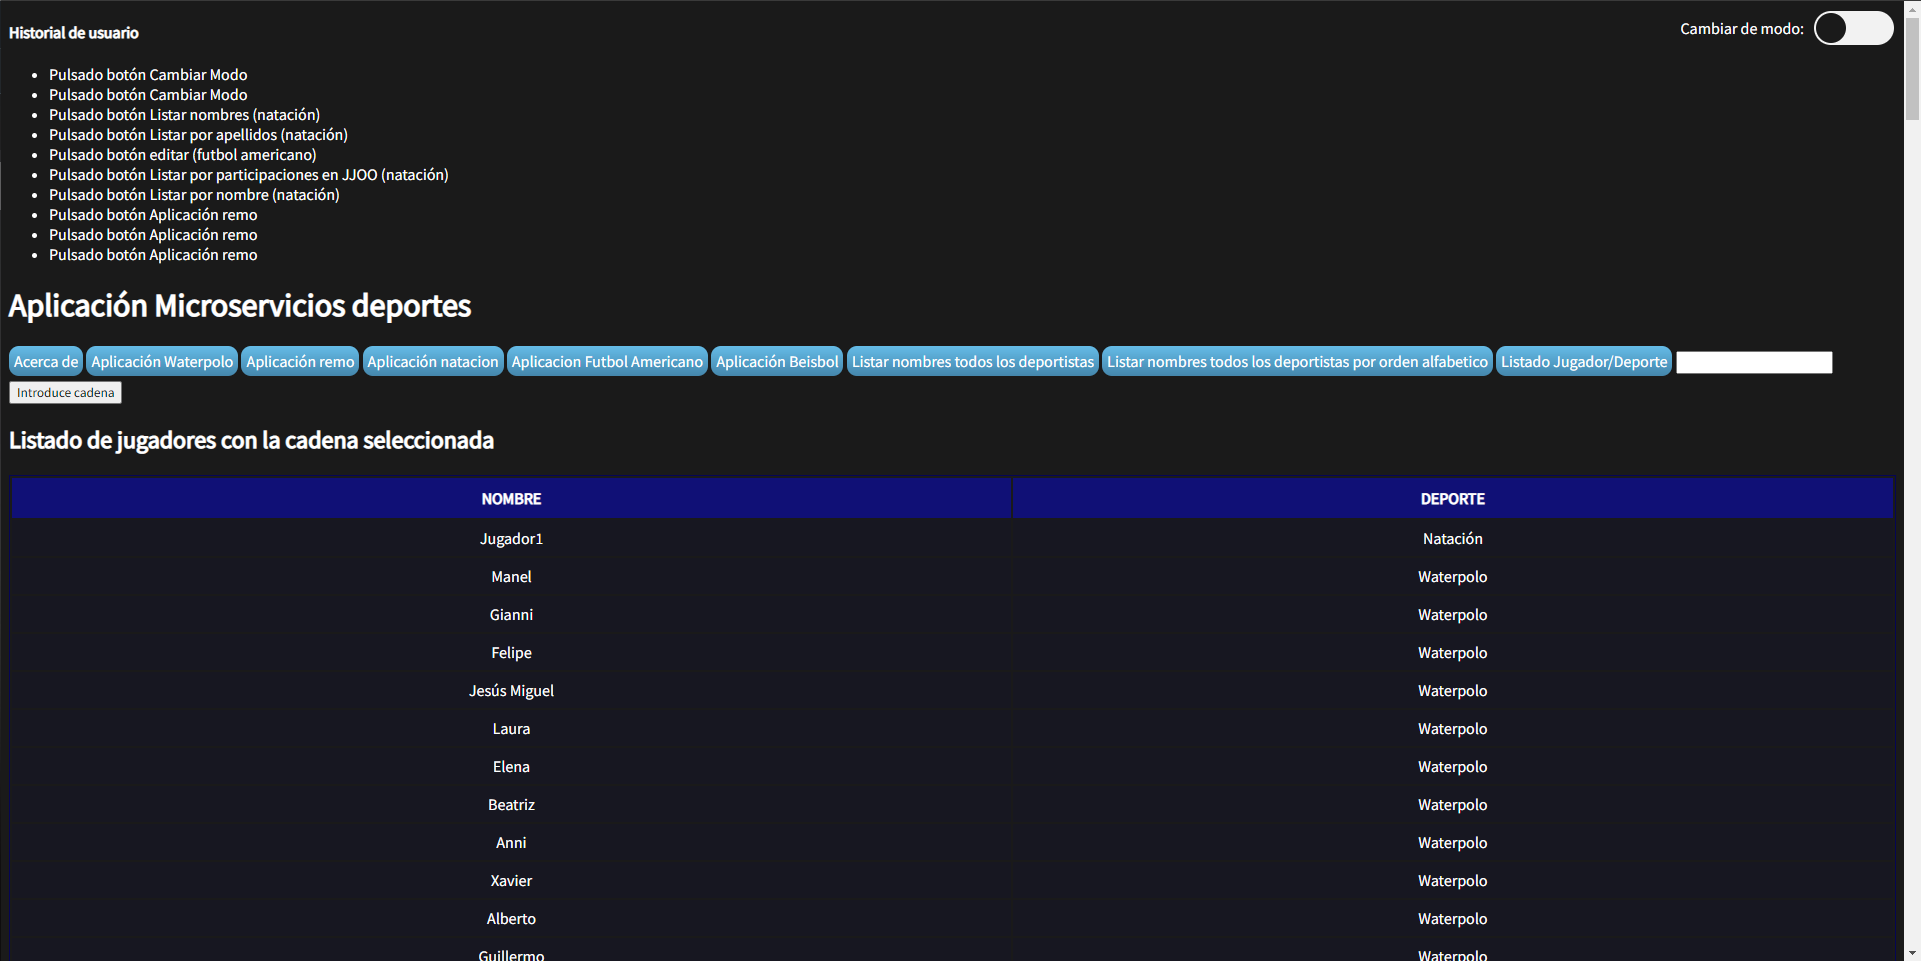 Historial de usuario
Cambiar de modo:
Pulsado botón Cambiar Modo
Pulsado botón Cambiar Modo
Pulsado botón Listar nombres (natación)
Pulsado botón Listar por apellidos (natación)
Pulsado botón editar (futbol americano)
Pulsado botón Listar por participaciones en JJOO (natación)
Pulsado botón Listar por nombre (natación)
Pulsado botón Aplicación remo
Pulsado botón Aplicación remo
Pulsado botón Aplicación remo
Aplicación Microservicios deportes
Acerca de Aplicación Waterpolo Aplicación remo Aplicación natacion Aplicacion Futbol Americano Aplicación Beisbol Listar nombres todos los deportistas Listar nombres todos los deportistas por orden alfabetico Listado Jugador/Deporte
Introduce cadena
Listado de jugadores con la cadena seleccionada
NOMBRE DEPORTE
Jugador1 Natación
Manel Waterpolo
Gianni Waterpolo
Felipe Waterpolo
Jesús Miguel Waterpolo
Laura Waterpolo
Elena Waterpolo
Beatriz Waterpolo
Anni Waterpolo
Xavier Waterpolo
Alberto Waterpolo
Guillermo Waterpolo